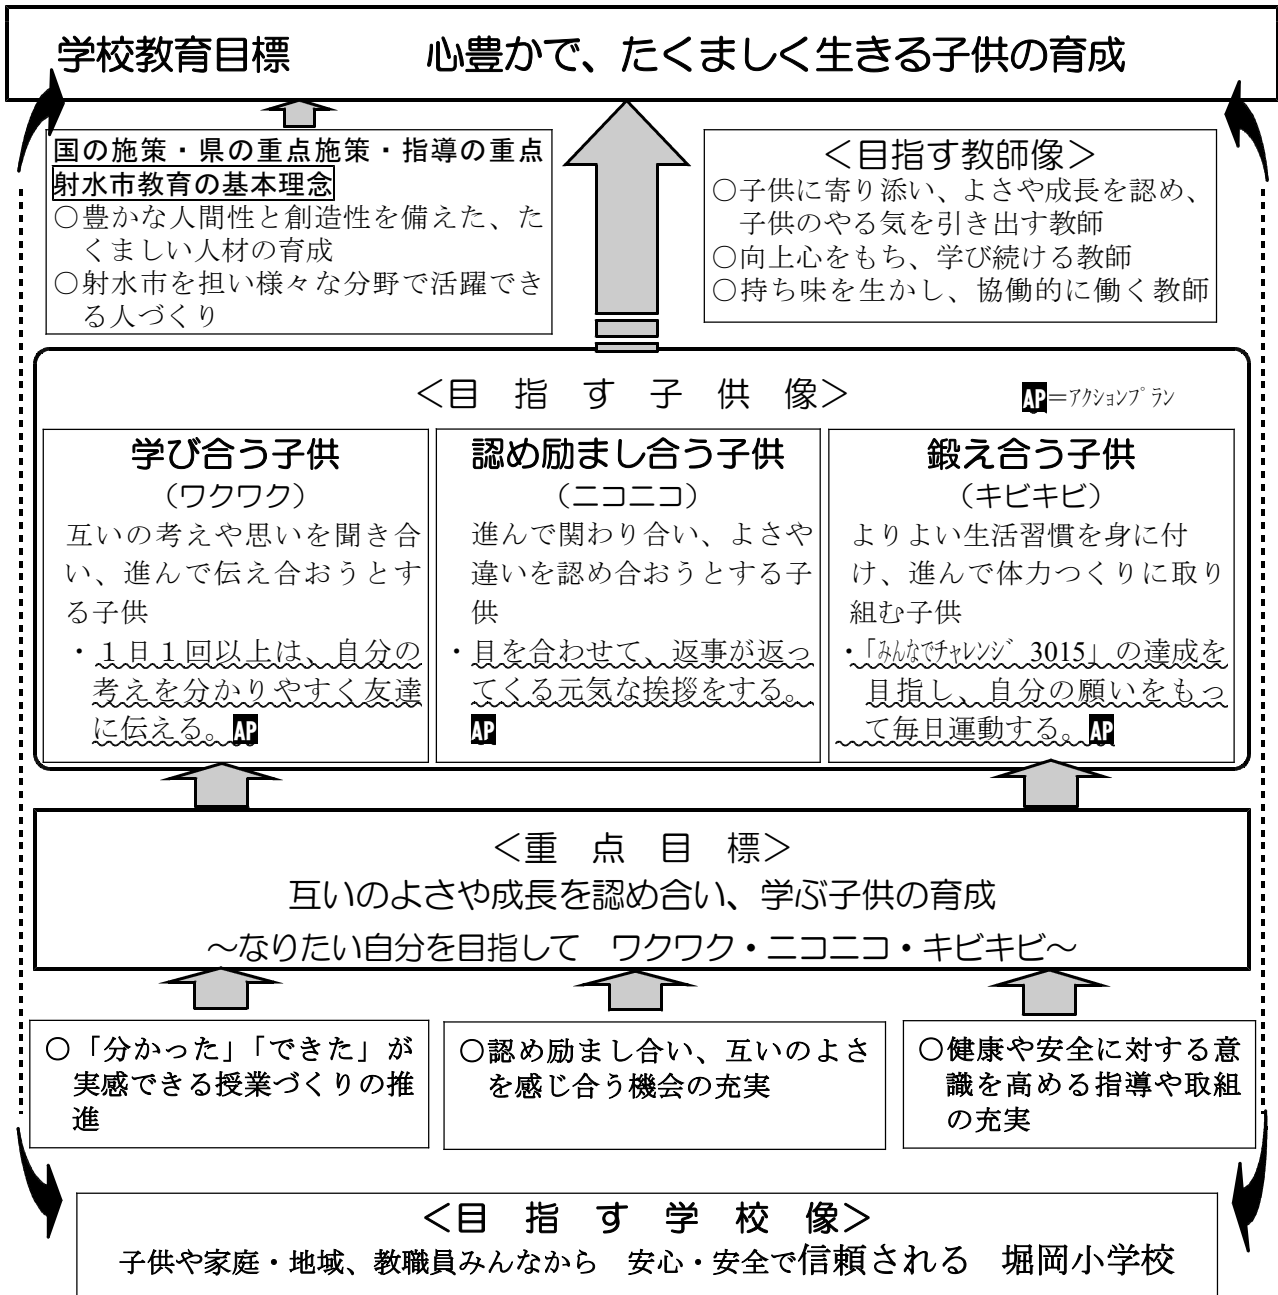 学校教育目標　心豊かで、たくましく生きる子供の育成
国の施策・県の重点施策・指導の重点
射水市教育の基本理念
○豊かな人間性と創造性を備えた、た
くましい人材の育成
○射水市を担い様々な分野で活躍でき
る人づくり
＜目指す教師像＞
○子供に寄り添い、よさや成長を認め、
子供のやる気を引き出す教師
○向上心をもち、学び続ける教師
○持ち味を生かし、協働的に働く教師
＜目　指　す　子　供　像＞
AP＝ｱｸｼｮﾝﾌﾟﾗﾝ
学び合う子供
（ワクワク）
互いの考えや思いを聞き合
い、進んで伝え合おうとす
る子供
・１日１回以上は、自分の
考えを分かりやすく友達
に伝える。AP
認め励まし合う子供
（ニコニコ）
進んで関わり合い、よさや
違いを認め合おうとする子
供
・目を合わせて、返事が返っ
てくる元気な挨拶をする。
AP
鍛え合う子供
（キビキビ）
よりよい生活習慣を身に付
け、進んで体力つくりに取り
組む子供
・「みんなでﾁｬﾚﾝｼﾞ 3015」の達成を
目指し、自分の願いをもっ
て毎日運動する。AP
＜重　点　目　標＞
互いのよさや成長を認め合い、学ぶ子供の育成
～なりたい自分を目指して　ワクワク・ニコニコ・キビキビ～
○「分かった」「できた」が
実感できる授業づくりの推
進
○認め励まし合い、互いのよさ
を感じ合う機会の充実
○健康や安全に対する意
識を高める指導や取組
の充実
＜目　指　す　学　校　像＞
子供や家庭・地域、教職員みんなから　安心・安全で信頼される　堀岡小学校